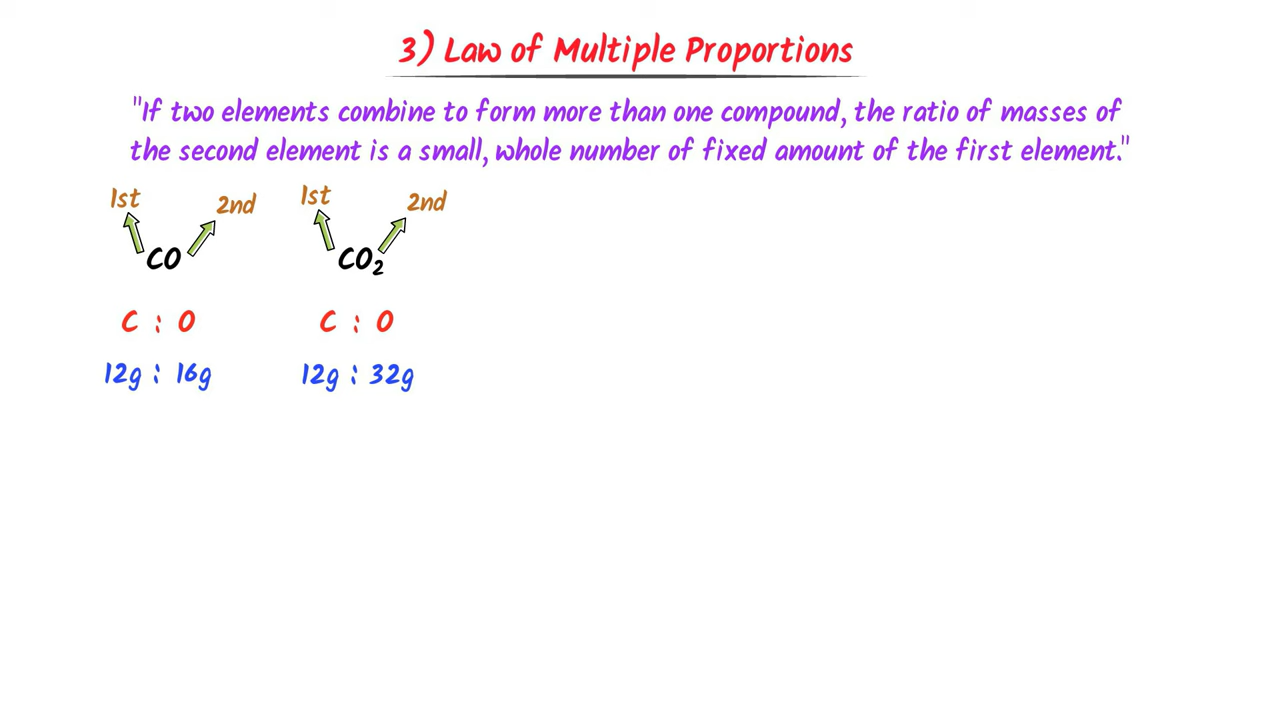 3) Law of Multiple Proportions
"If two elements combine to form more than one compound, the ratio of masses of
the second element is a small, whole number of fixed amount of the first element."
1st 2nd 1st 2nd
CO CO₂
C : O C : O
12g : 16g 12g : 32g